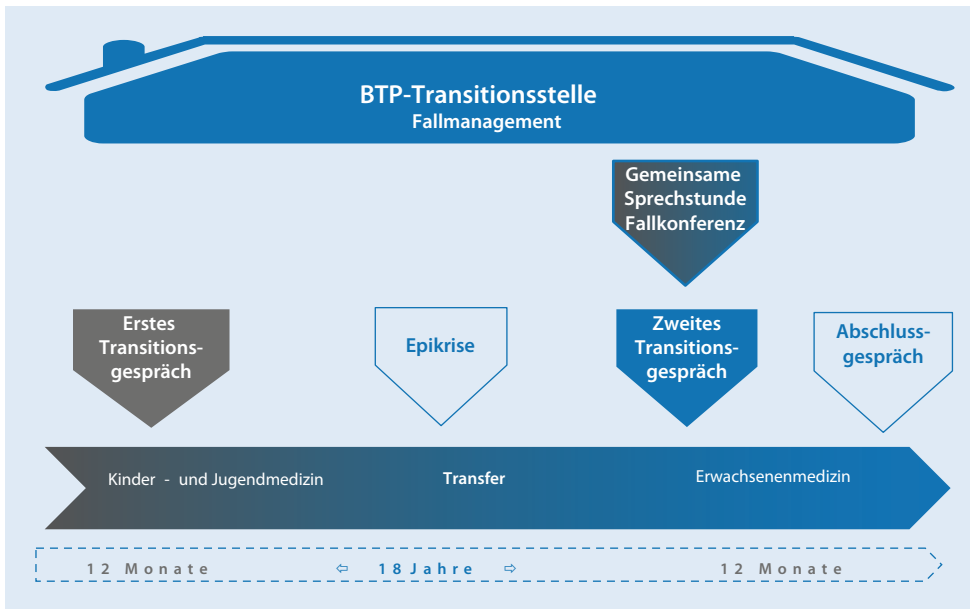 BTP-Transitionsstelle
Fallmanagement
Gemeinsame
Sprechstunde
Fallkonferenz
Erstes
Transitions-
gespräch
Epikrise
Zweites
Transitions-
gespräch
Abschluss-
gespräch
Kinder - und Jugendmedizin
Transfer
Erwachsenenmedizin
12 Monate ⇦ 18 Jahre ⇨ 12 Monate